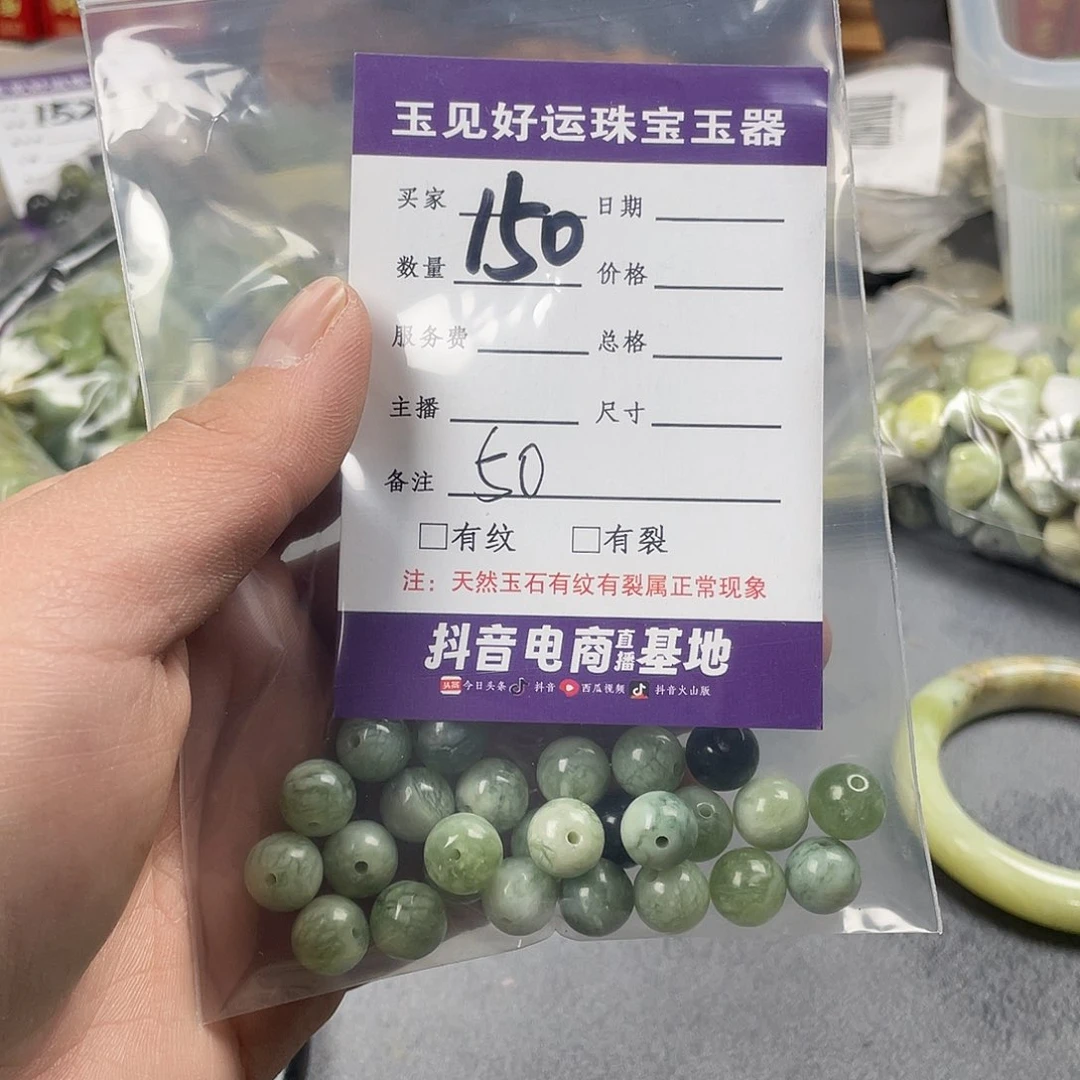 玉见好运珠宝玉器
买家 150 日期
数量 价格
服务费 总格
主播 尺寸
备注 50
□有纹 □有裂
注：天然玉石有纹有裂属正常现象
抖音电商直播基地
头条 今日头条 抖音 西瓜视频 抖音火山版